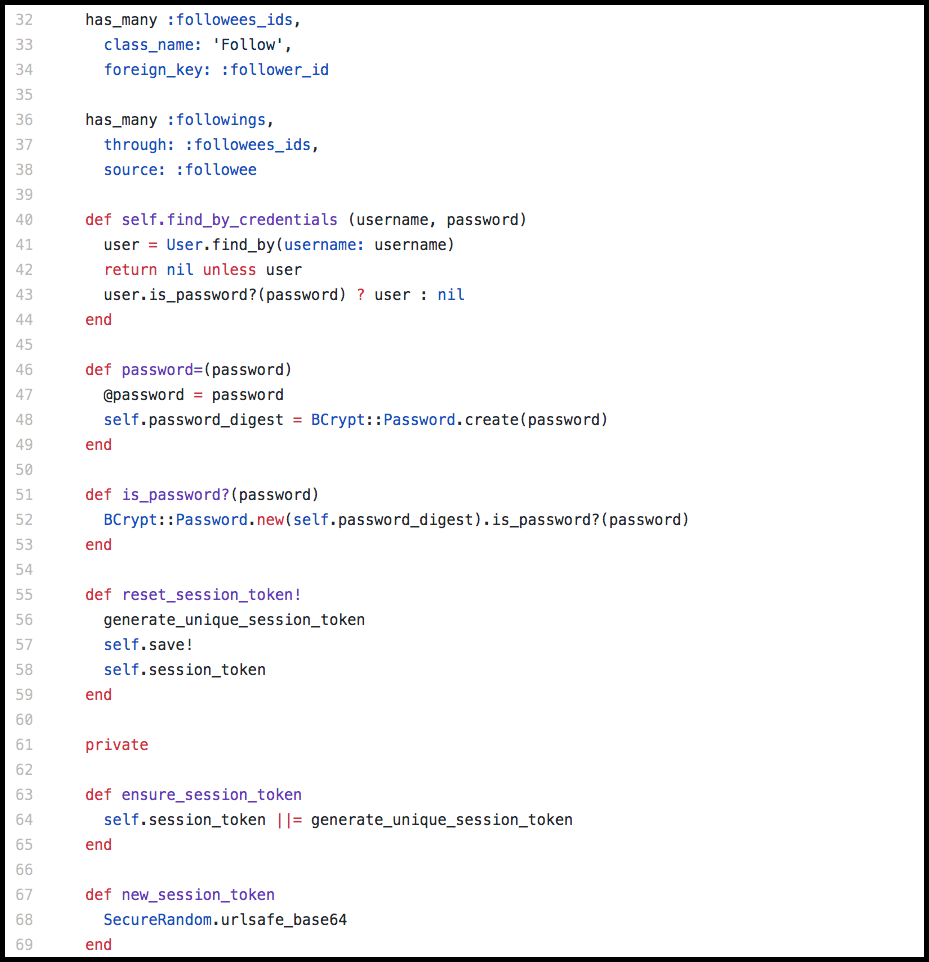 32 has_many :followees_ids,
33 class_name: 'Follow',
34 foreign_key: :follower_id
35
36 has_many :followings,
37 through: :followees_ids,
38 source: :followee
39
40 def self.find_by_credentials (username, password)
41 user = User.find_by(username: username)
42 return nil unless user
43 user.is_password?(password) ? user : nil
44 end
45
46 def password=(password)
47 @password = password
48 self.password_digest = BCrypt::Password.create(password)
49 end
50
51 def is_password?(password)
52 BCrypt::Password.new(self.password_digest).is_password?(password)
53 end
54
55 def reset_session_token!
56 generate_unique_session_token
57 self.save!
58 self.session_token
59 end
60
61 private
62
63 def ensure_session_token
64 self.session_token ||= generate_unique_session_token
65 end
66
67 def new_session_token
68 SecureRandom.urlsafe_base64
69 end